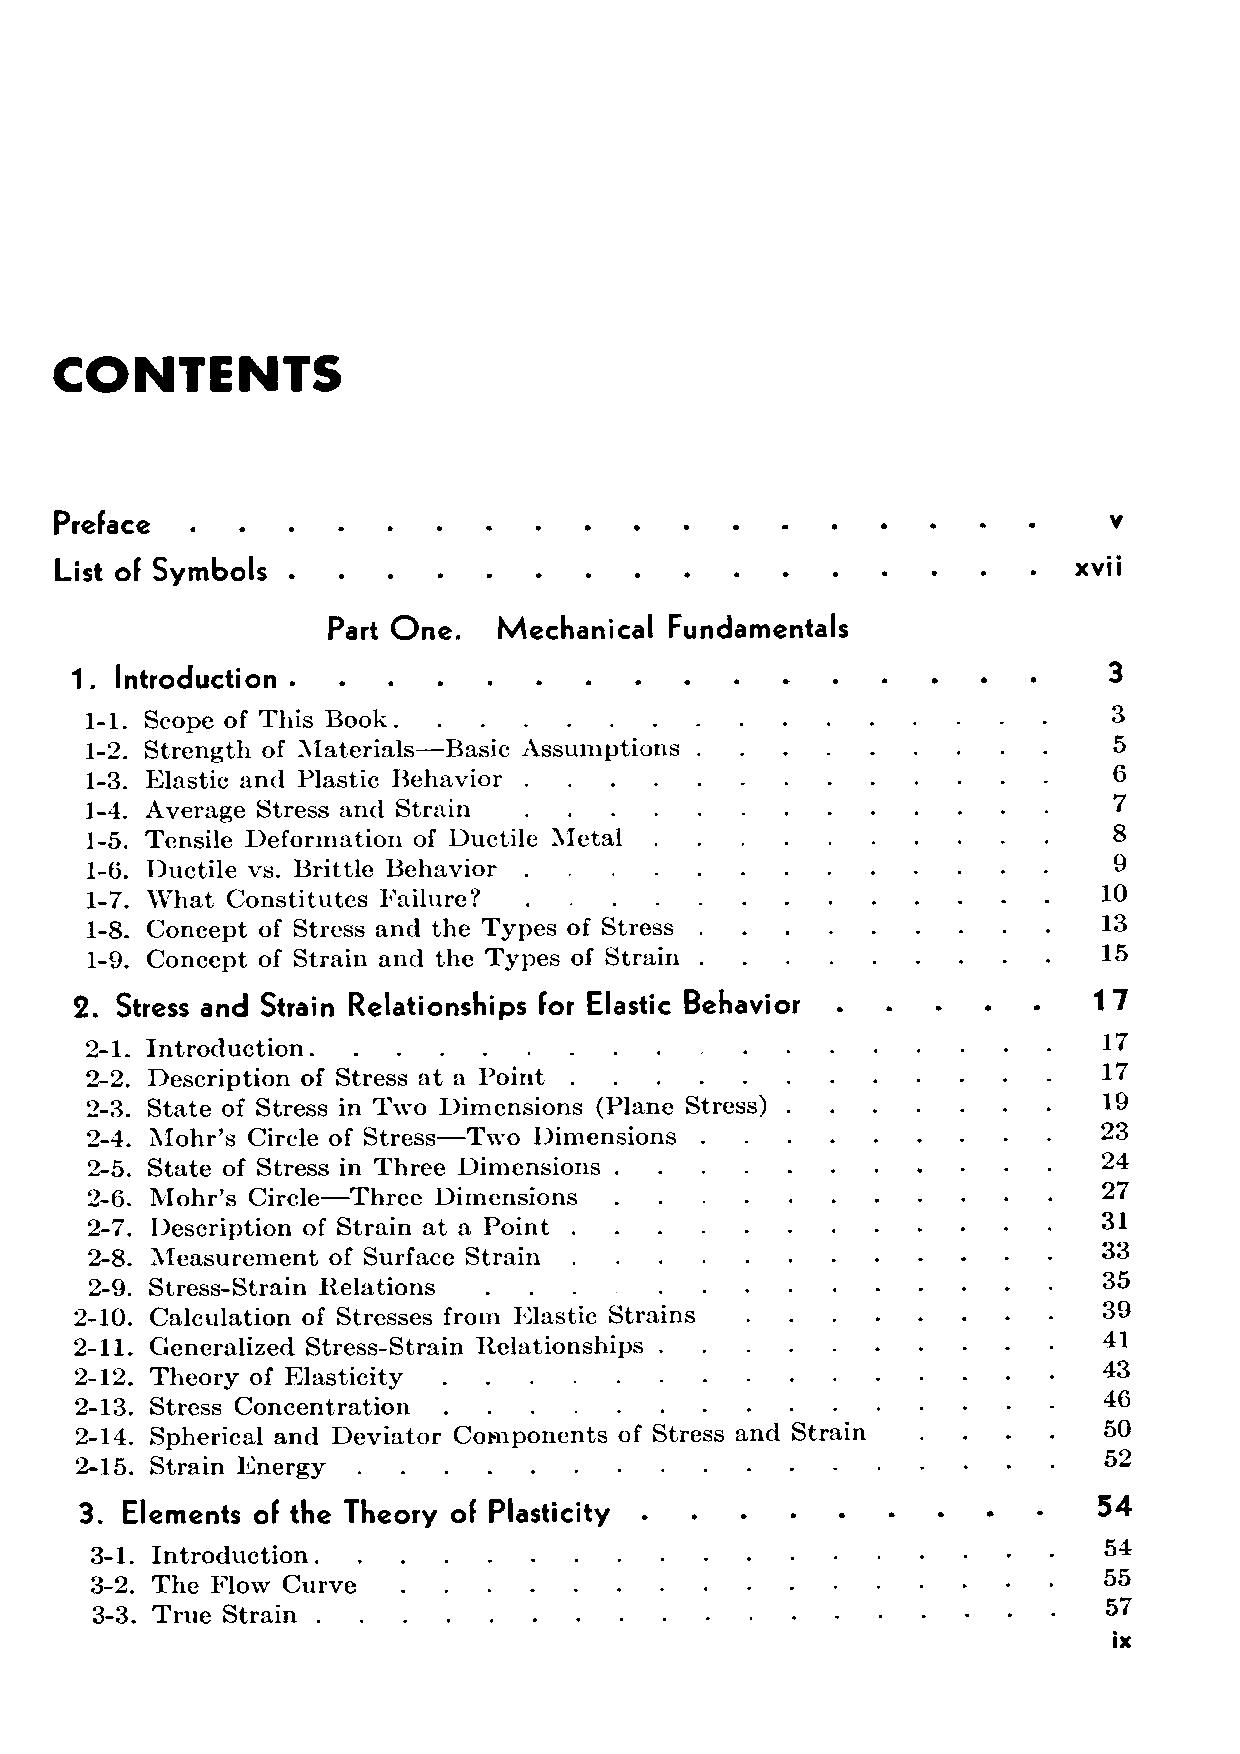 CONTENTS
Preface . . . . . . . . . . . . . . . . . . v
List of Symbols . . . . . . . . . . . . . . . . xvii
Part One. Mechanical Fundamentals
1. Introduction . . . . . . . . . . . . . . . . 3
1-1. Scope of This Book . . . . . . . . . . . . . . . . 3
1-2. Strength of Materials—Basic Assumptions . . . . . . . . . 5
1-3. Elastic and Plastic Behavior . . . . . . . . . . . . . 6
1-4. Average Stress and Strain . . . . . . . . . . . . . 7
1-5. Tensile Deformation of Ductile Metal . . . . . . . . . . 8
1-6. Ductile vs. Brittle Behavior . . . . . . . . . . . . . 9
1-7. What Constitutes Failure? . . . . . . . . . . . . . 10
1-8. Concept of Stress and the Types of Stress . . . . . . . . . 13
1-9. Concept of Strain and the Types of Strain . . . . . . . . . 15
2. Stress and Strain Relationships for Elastic Behavior . . . . . 17
2-1. Introduction . . . . . . . . . . . . . . . . . . 17
2-2. Description of Stress at a Point . . . . . . . . . . . . 17
2-3. State of Stress in Two Dimensions (Plane Stress) . . . . . . . 19
2-4. Mohr's Circle of Stress—Two Dimensions . . . . . . . . . 23
2-5. State of Stress in Three Dimensions . . . . . . . . . . . 24
2-6. Mohr's Circle—Three Dimensions . . . . . . . . . . . 27
2-7. Description of Strain at a Point . . . . . . . . . . . . 31
2-8. Measurement of Surface Strain . . . . . . . . . . . . 33
2-9. Stress-Strain Relations . . . . . . . . . . . . . . 35
2-10. Calculation of Stresses from Elastic Strains . . . . . . . . 39
2-11. Generalized Stress-Strain Relationships . . . . . . . . . . 41
2-12. Theory of Elasticity . . . . . . . . . . . . . . . 43
2-13. Stress Concentration . . . . . . . . . . . . . . . 46
2-14. Spherical and Deviator Components of Stress and Strain . . . . 50
2-15. Strain Energy . . . . . . . . . . . . . . . . . 52
3. Elements of the Theory of Plasticity . . . . . . . . . 54
3-1. Introduction . . . . . . . . . . . . . . . . . . 54
3-2. The Flow Curve . . . . . . . . . . . . . . . . 55
3-3. True Strain . . . . . . . . . . . . . . . . . . 57
ix